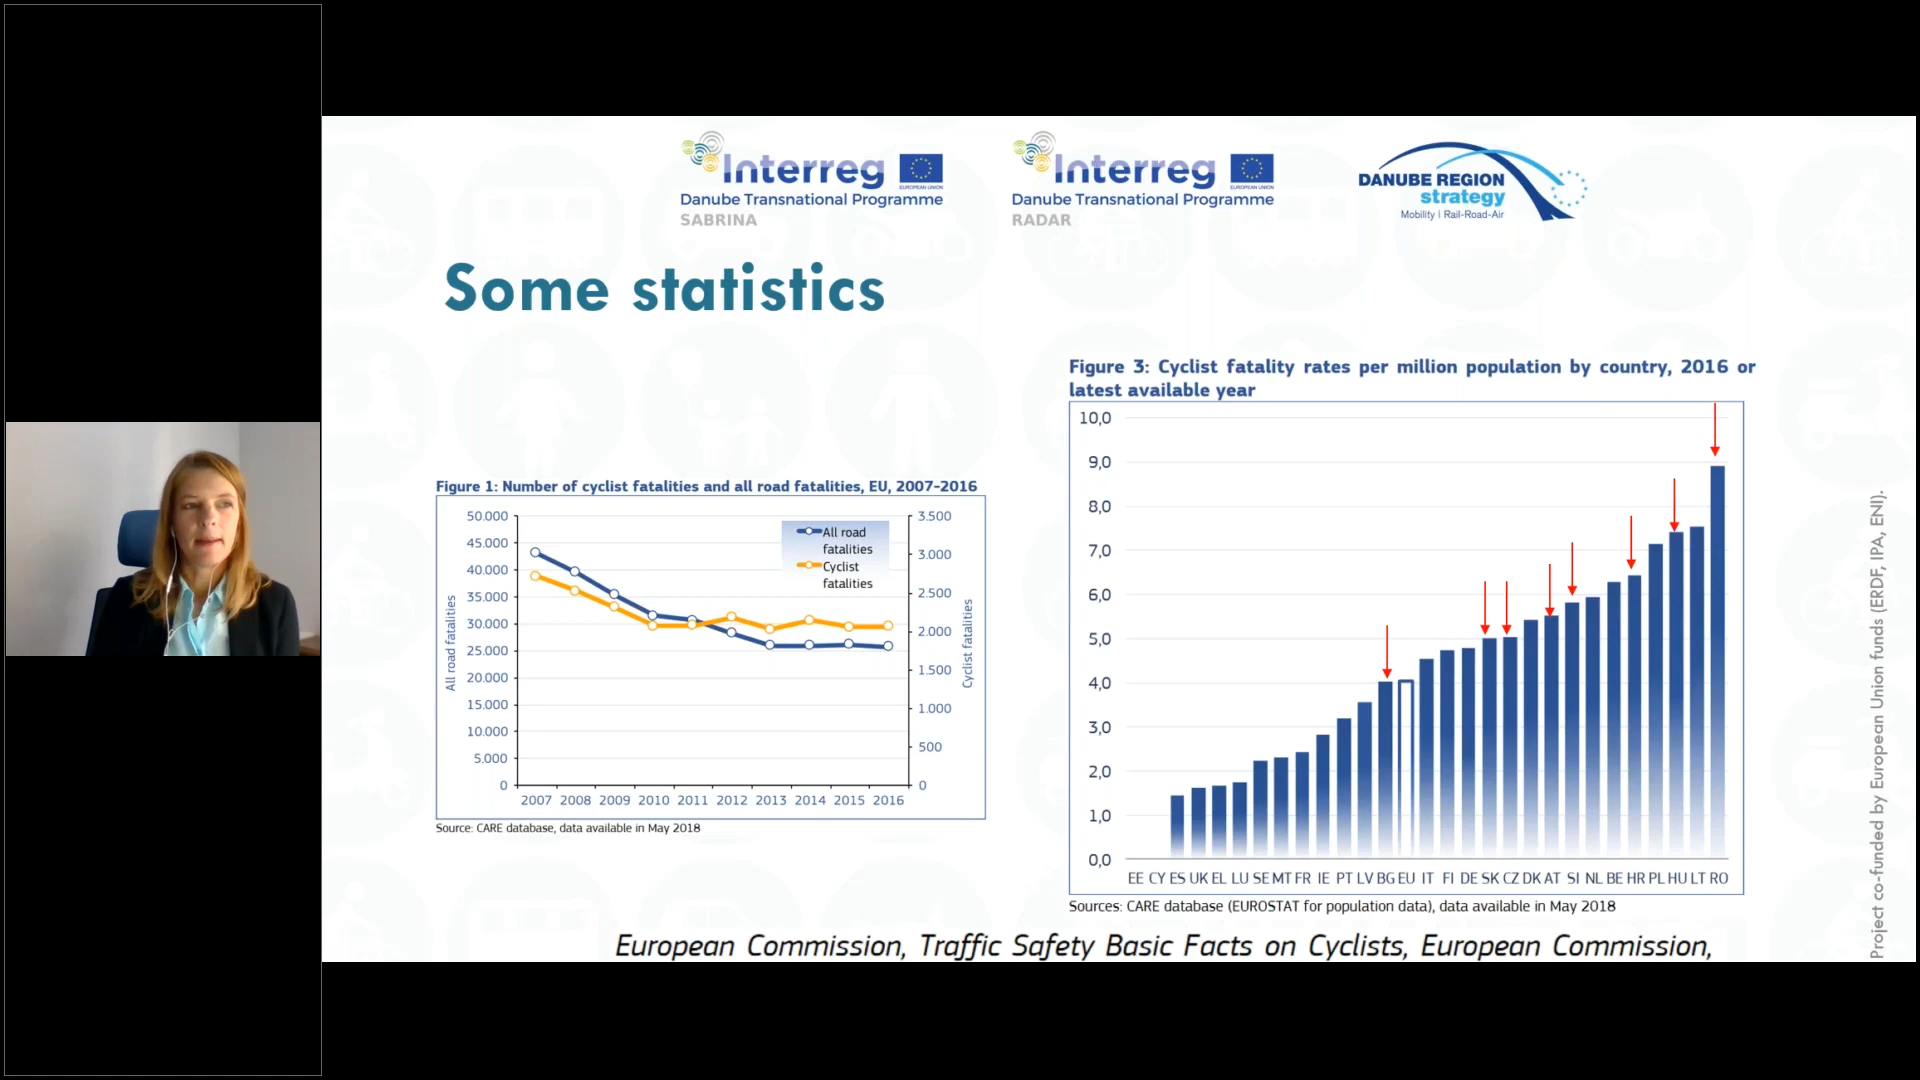 Interreg
EUROPEAN UNION
Danube Transnational Programme
SABRINA
Interreg
EUROPEAN UNION
Danube Transnational Programme
RADAR
DANUBE REGION
strategy
Mobility | Rail-Road-Air
Some statistics
Figure 1: Number of cyclist fatalities and all road fatalities, EU, 2007-2016
50.000
45.000
40.000
35.000
30.000
25.000
20.000
15.000
10.000
5.000
0
All road fatalities
3.500
3.000
2.500
2.000
1.500
1.000
500
0
Cyclist fatalities
All road
fatalities
Cyclist
fatalities
2007 2008 2009 2010 2011 2012 2013 2014 2015 2016
Source: CARE database, data available in May 2018
Figure 3: Cyclist fatality rates per million population by country, 2016 or
latest available year
10,0
9,0
8,0
7,0
6,0
5,0
4,0
3,0
2,0
1,0
0,0
EE CY ES UK EL LU SE MT FR IE PT LV BG EU IT FI DE SK CZ DK AT SI NL BE HR PL HU LT RO
Sources: CARE database (EUROSTAT for population data), data available in May 2018
European Commission, Traffic Safety Basic Facts on Cyclists, European Commission,
Project co-funded by European Union funds (ERDF, IPA, ENI).